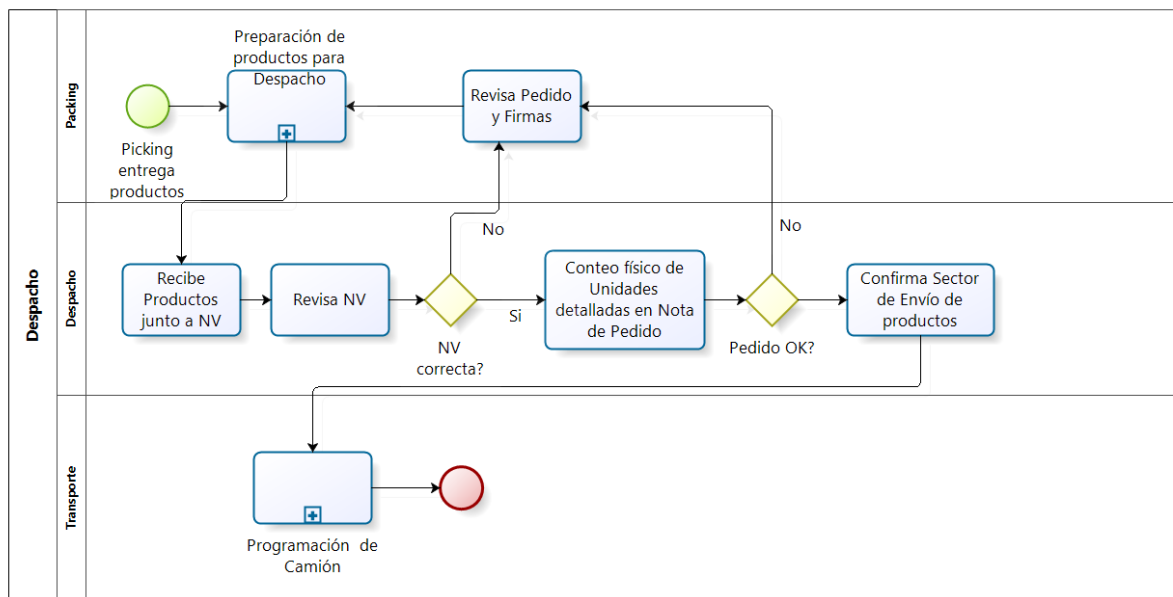 Despacho
Packing
Preparación de
productos para
Despacho
Picking
entrega
productos
Revisa Pedido
y Firmas
Despacho
Recibe
Productos
junto a NV
Revisa NV
No
NV
correcta?
Si
Conteo físico de
Unidades
detalladas en Nota
de Pedido
No
Pedido OK?
Confirma Sector
de Envío de
productos
Transporte
Programación de
Camión